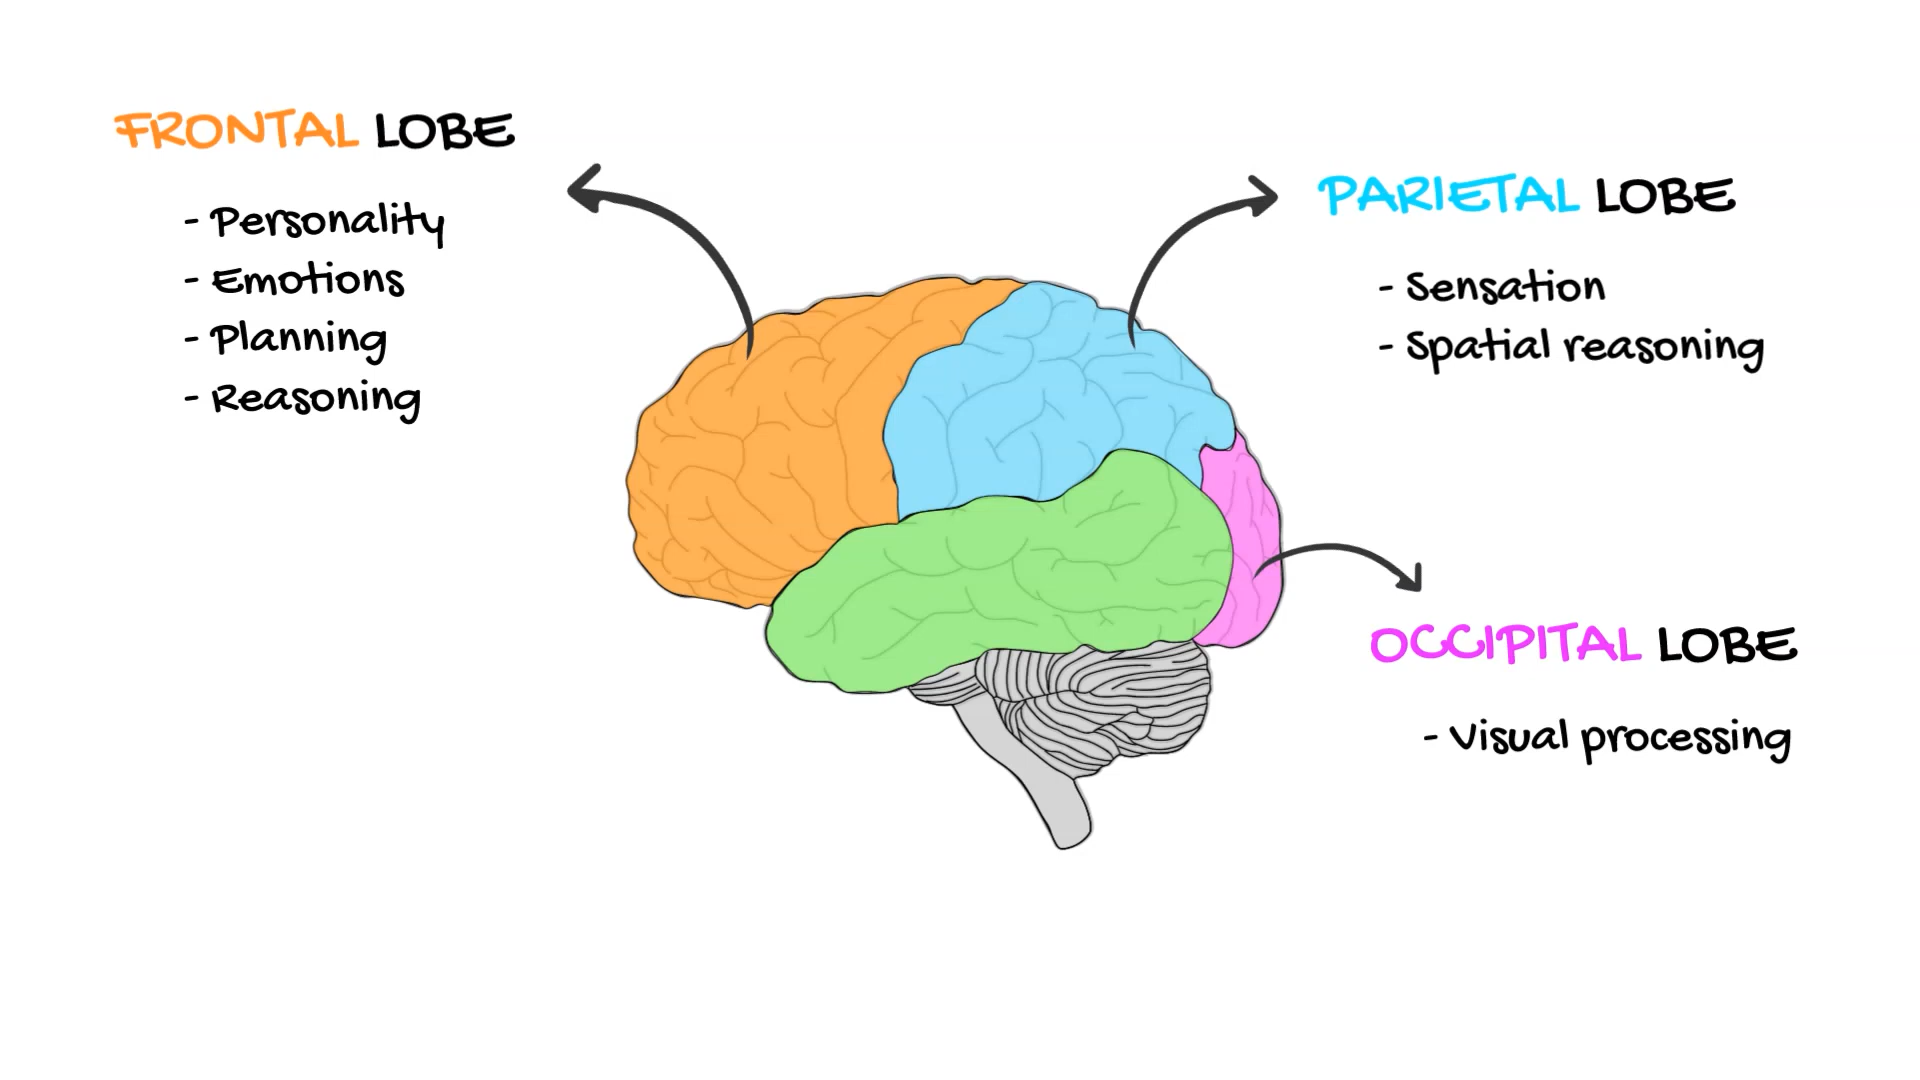 FRONTAL LOBE
- Personality
- Emotions
- Planning
- Reasoning
PARIETAL LOBE
- Sensation
- Spatial reasoning
OCCIPITAL LOBE
- Visual processing